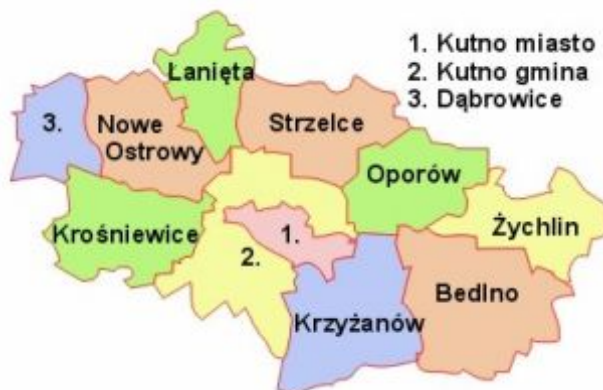 1. Kutno miasto
2. Kutno gmina
3. Dąbrowice
Łanięta
3.
Nowe
Ostrowy
Strzelce
Oporów
Krośniewice
1.
2.
Żychlin
Krzyżanów
Bedlno